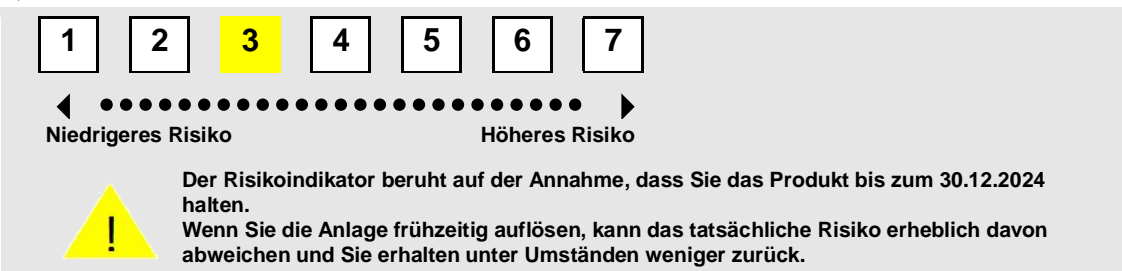 1 2 3 4 5 6 7
Niedrigeres Risiko Höheres Risiko
Der Risikoindikator beruht auf der Annahme, dass Sie das Produkt bis zum 30.12.2024
halten.
Wenn Sie die Anlage frühzeitig auflösen, kann das tatsächliche Risiko erheblich davon
abweichen und Sie erhalten unter Umständen weniger zurück.
!